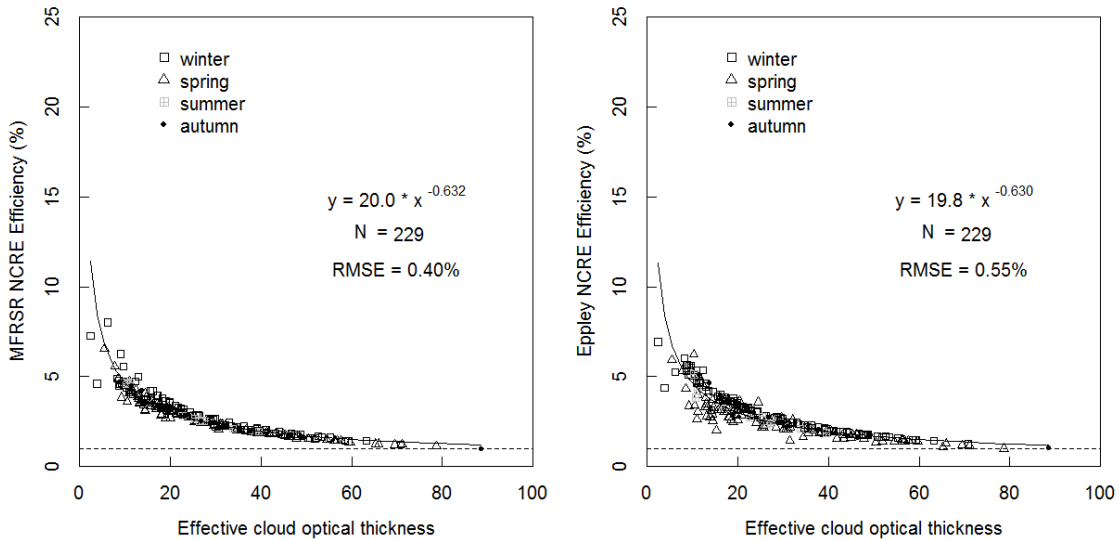 25
20
15
10
5
0
MFRSR NCRE Efficiency (%)
winter
spring
summer
autumn
y = 20.0 * x -0.632
N = 229
RMSE = 0.40%
0 20 40 60 80 100
Effective cloud optical thickness
25
20
15
10
5
0
Eppley NCRE Efficiency (%)
winter
spring
summer
autumn
y = 19.8 * x -0.630
N = 229
RMSE = 0.55%
0 20 40 60 80 100
Effective cloud optical thickness